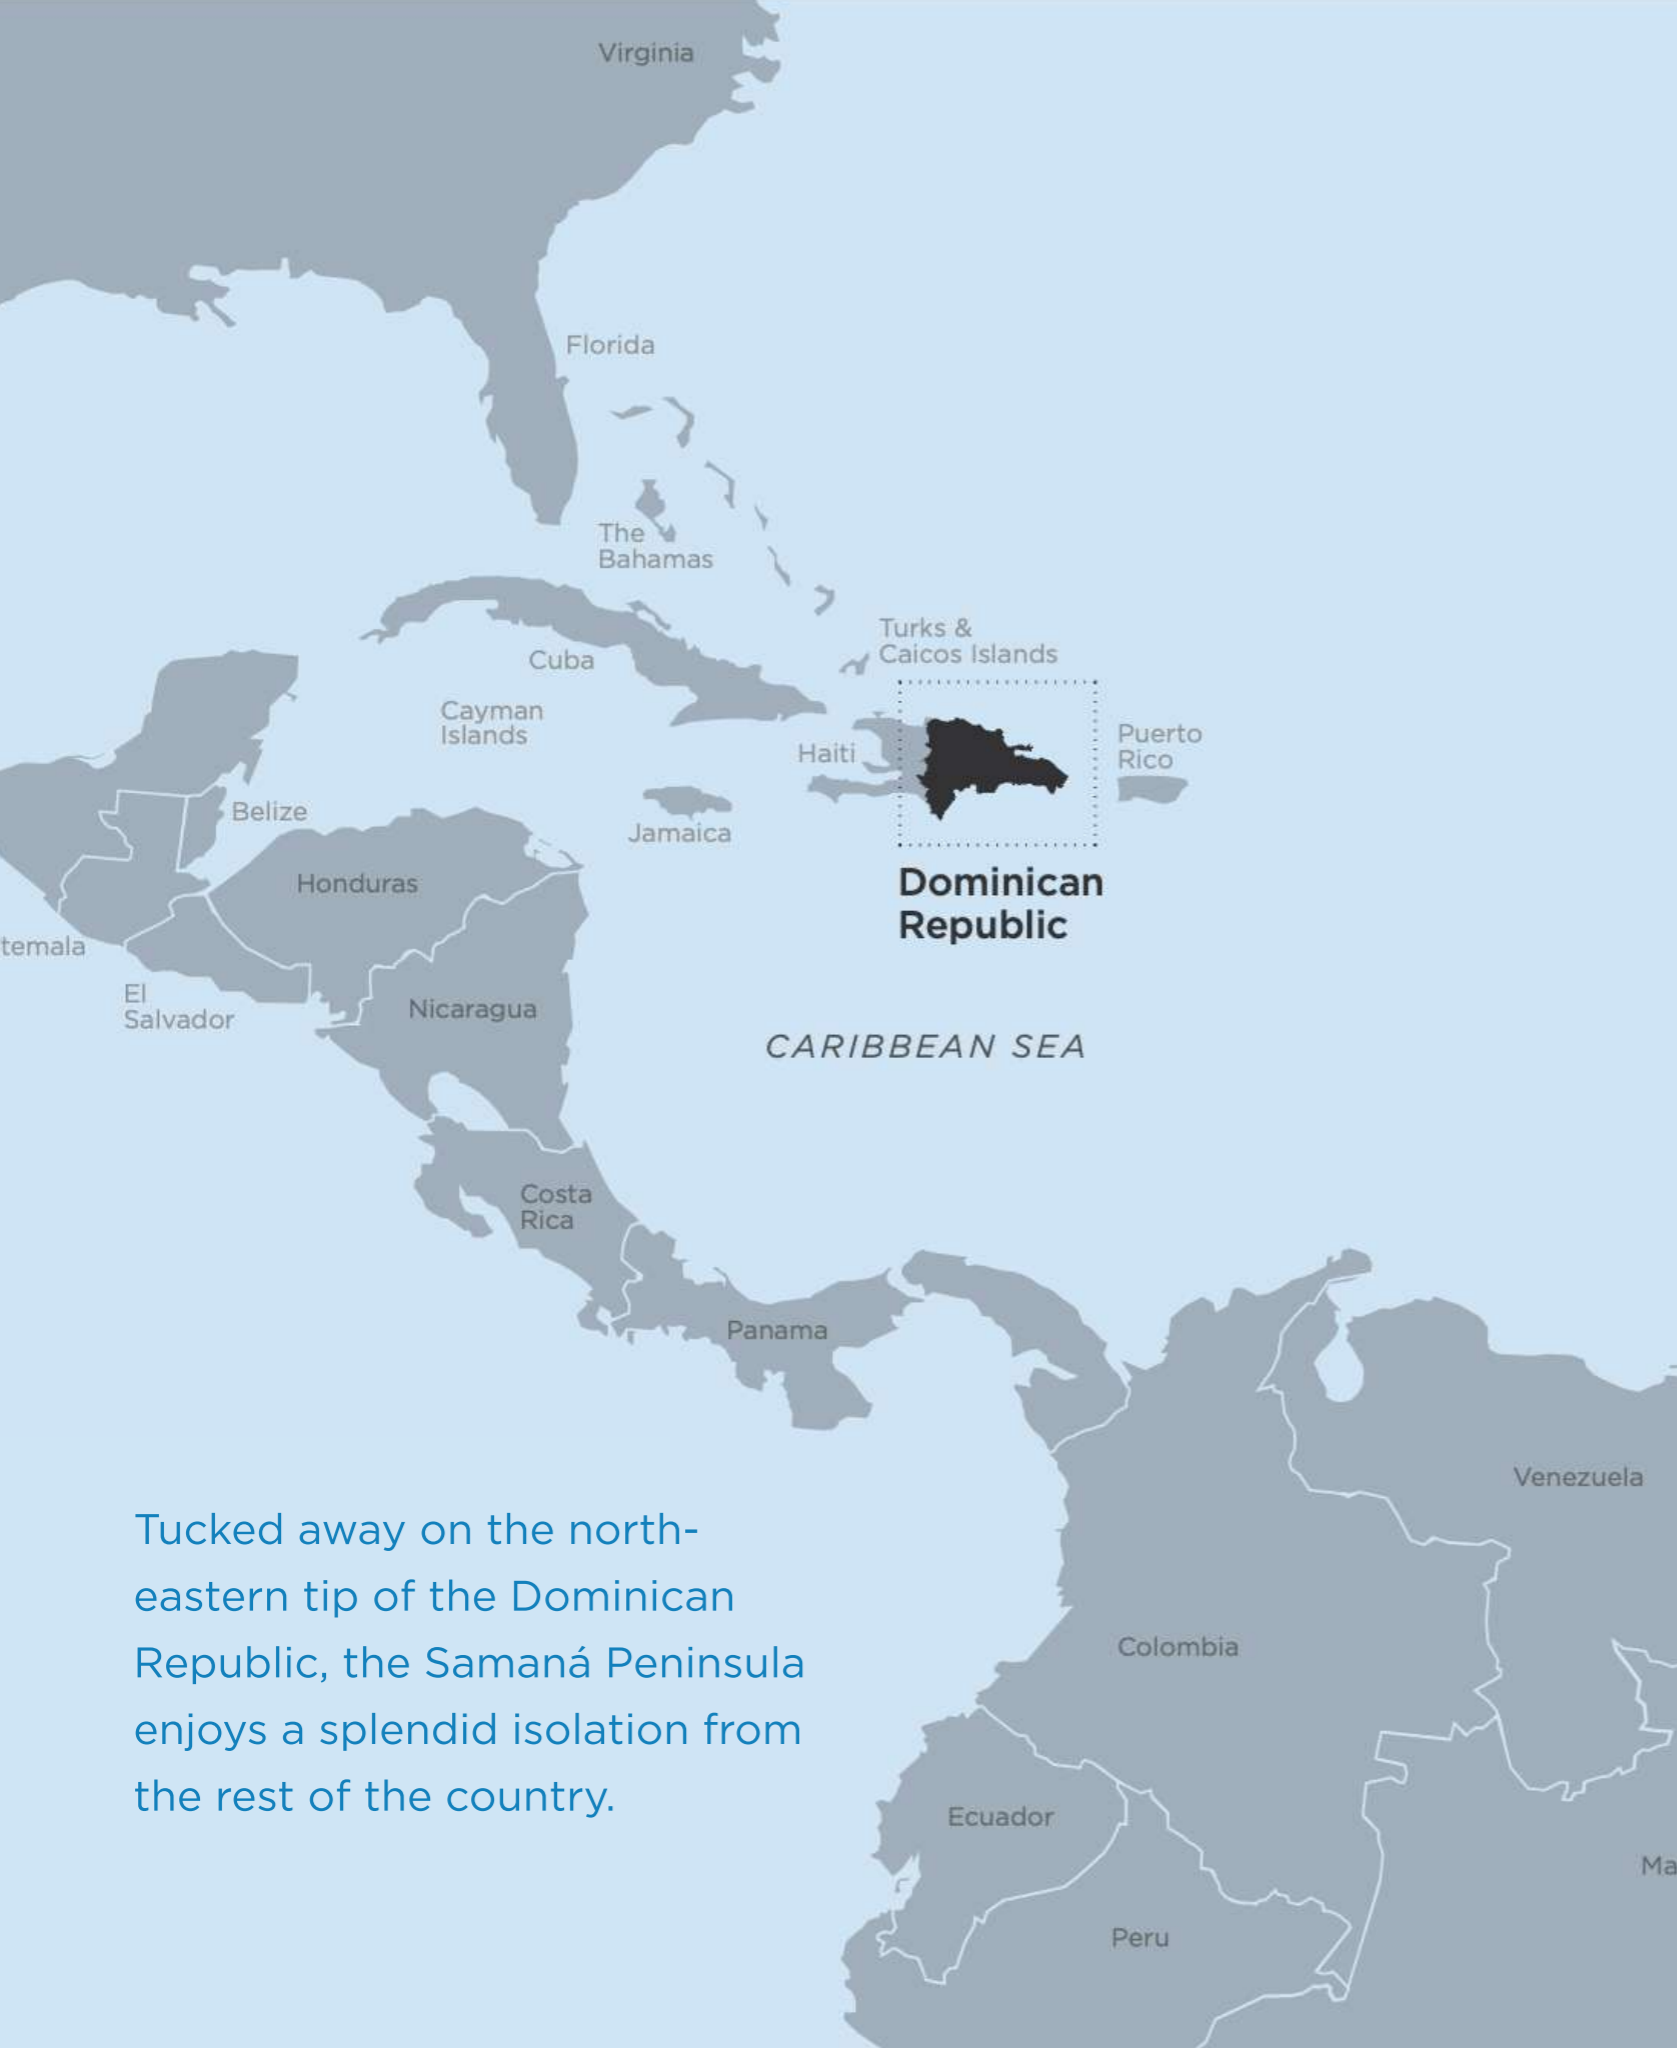 Virginia
Florida
The
Bahamas
Turks &
Caicos Islands
Cuba
Cayman
Islands
Haiti
Puerto
Rico
Belize
Jamaica
Honduras
Dominican
Republic
temala
El
Salvador
Nicaragua
CARIBBEAN SEA
Costa
Rica
Panama
Venezuela
Tucked away on the north-
eastern tip of the Dominican
Republic, the Samaná Peninsula
enjoys a splendid isolation from
the rest of the country.
Colombia
Ecuador
Ma
Peru